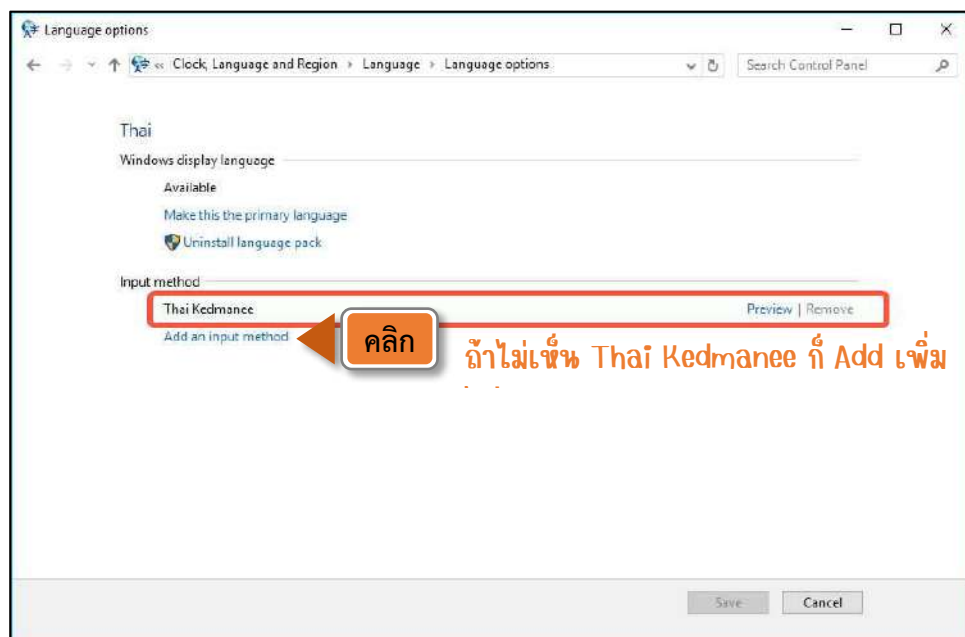 Language options
« Clock, Language and Region › Language › Language options
Search Control Panel
Thai
Windows display language
Available
Make this the primary language
Uninstall language pack
Input method
Thai Kedmanee
Preview | Remove
Add an input method
คลิก
ถ้าไม่เห็น Thai Kedmanee ก็ Add เพิ่ม
Save
Cancel